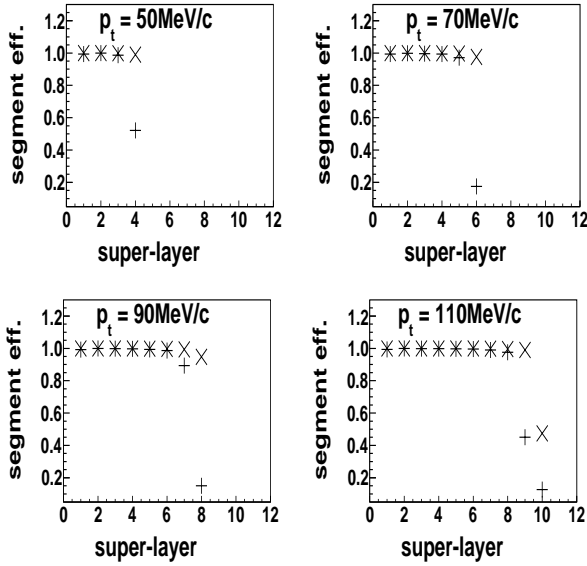 p_t = 50MeV/c
segment eff.
1.2
1.0
0.8
0.6
0.4
0.2
0 2 4 6 8 10 12
super-layer
p_t = 70MeV/c
segment eff.
1.2
1.0
0.8
0.6
0.4
0.2
0 2 4 6 8 10 12
super-layer
p_t = 90MeV/c
segment eff.
1.2
1.0
0.8
0.6
0.4
0.2
0 2 4 6 8 10 12
super-layer
p_t = 110MeV/c
segment eff.
1.2
1.0
0.8
0.6
0.4
0.2
0 2 4 6 8 10 12
super-layer